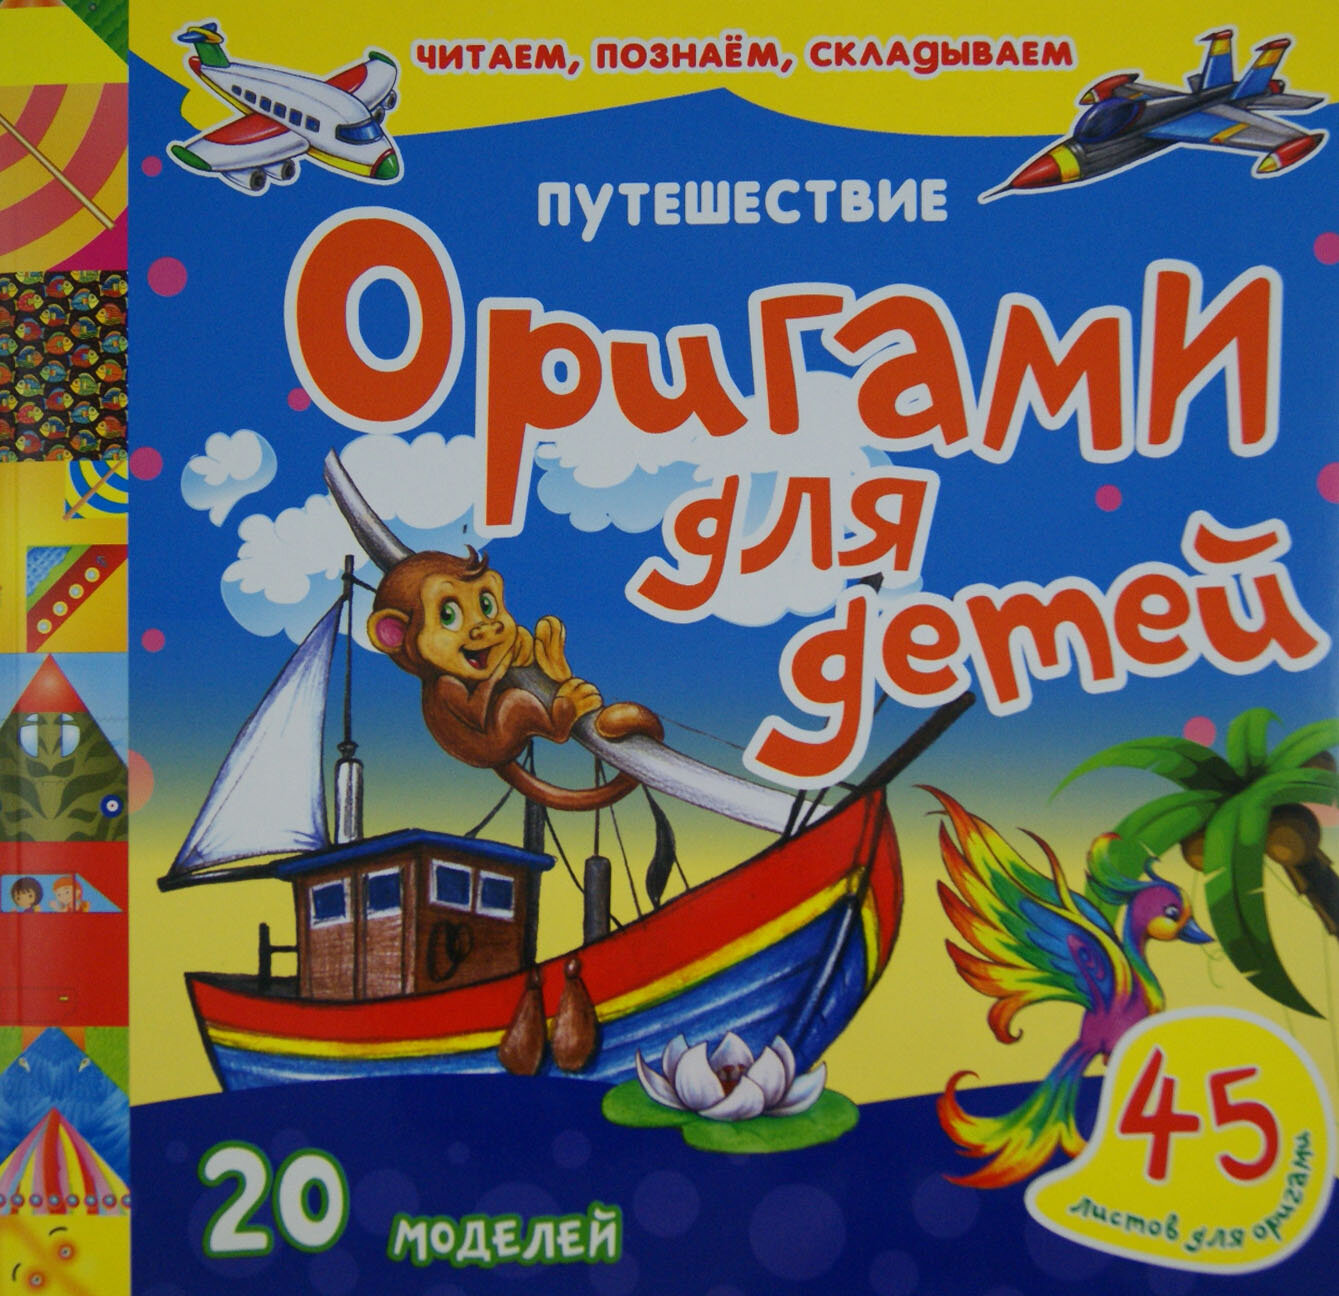 ЧИТАЕМ, ПОЗНАЁМ, СКЛАДЫВАЕМ
ПУТЕШЕСТВИЕ
Оригами
для
детей
20 МОДЕЛЕЙ
45
листов для оригами